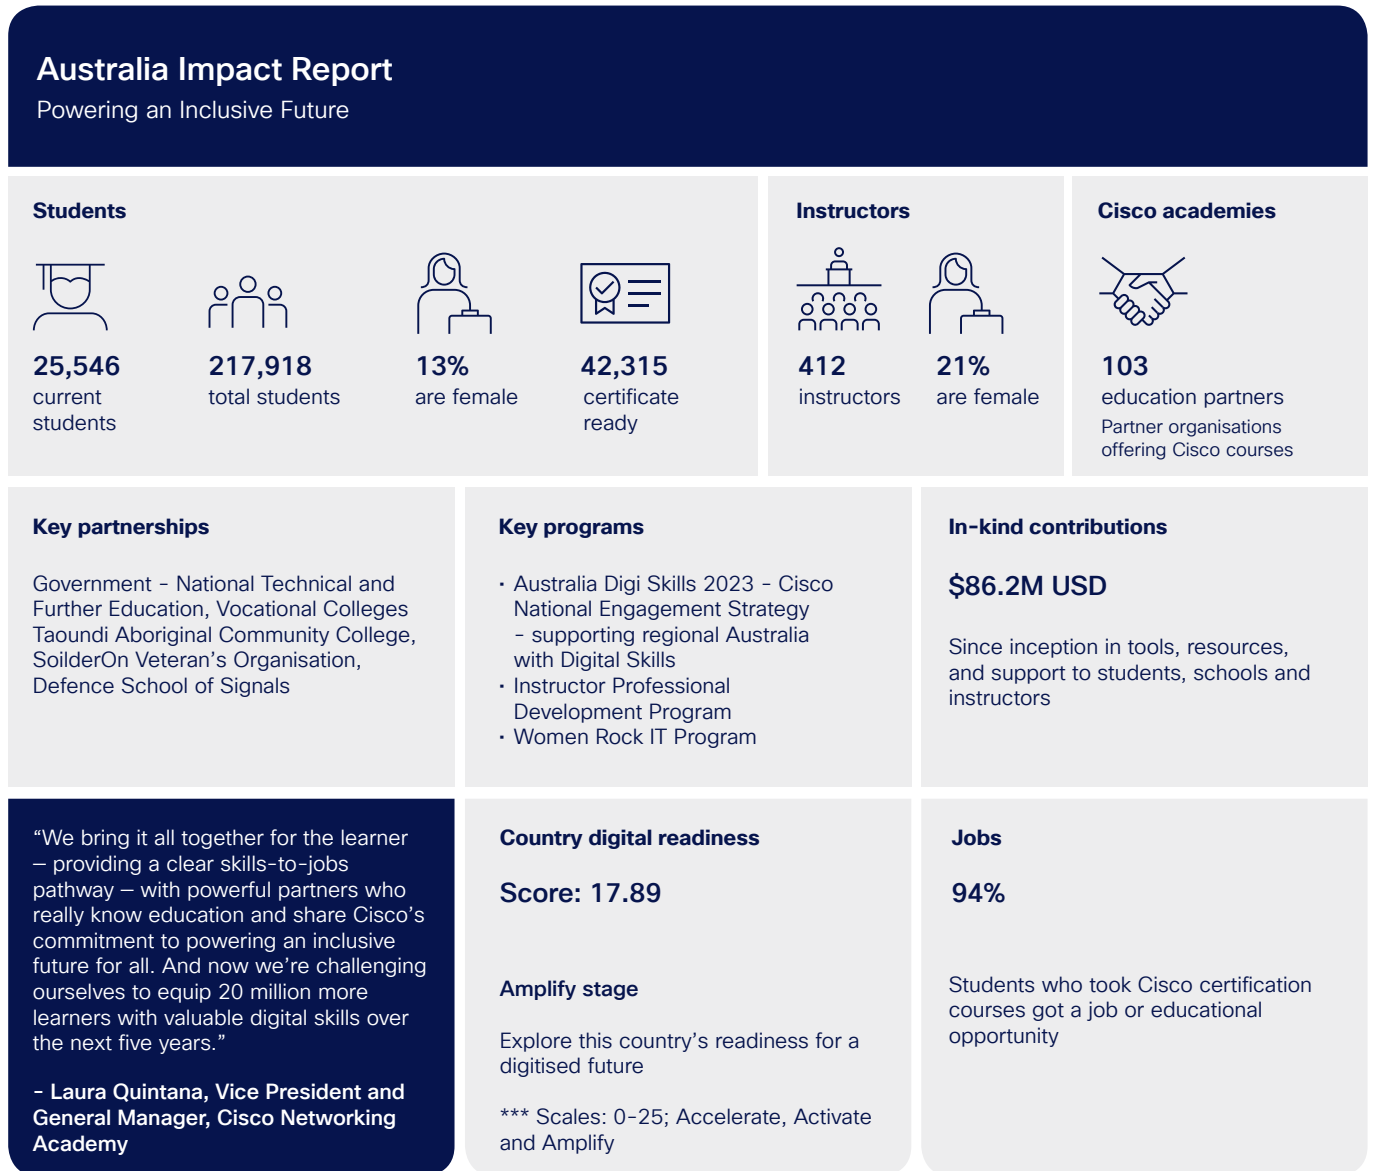 Australia Impact Report
Powering an Inclusive Future
Students
25,546
current
students
217,918
total students
13%
are female
42,315
certificate
ready
Instructors
412
instructors
21%
are female
Cisco academies
103
education partners
Partner organisations
offering Cisco courses
Key partnerships
Government - National Technical and
Further Education, Vocational Colleges
Taoundi Aboriginal Community College,
SoilderOn Veteran's Organisation,
Defence School of Signals
Key programs
• Australia Digi Skills 2023 - Cisco
National Engagement Strategy
- supporting regional Australia
with Digital Skills
• Instructor Professional
Development Program
• Women Rock IT Program
In-kind contributions
$86.2M USD
Since inception in tools, resources,
and support to students, schools and
instructors
“We bring it all together for the learner
– providing a clear skills-to-jobs
pathway – with powerful partners who
really know education and share Cisco's
commitment to powering an inclusive
future for all. And now we're challenging
ourselves to equip 20 million more
learners with valuable digital skills over
the next five years.”
- Laura Quintana, Vice President and
General Manager, Cisco Networking
Academy
Country digital readiness
Score: 17.89
Amplify stage
Explore this country's readiness for a
digitised future
*** Scales: 0-25; Accelerate, Activate
and Amplify
Jobs
94%
Students who took Cisco certification
courses got a job or educational
opportunity